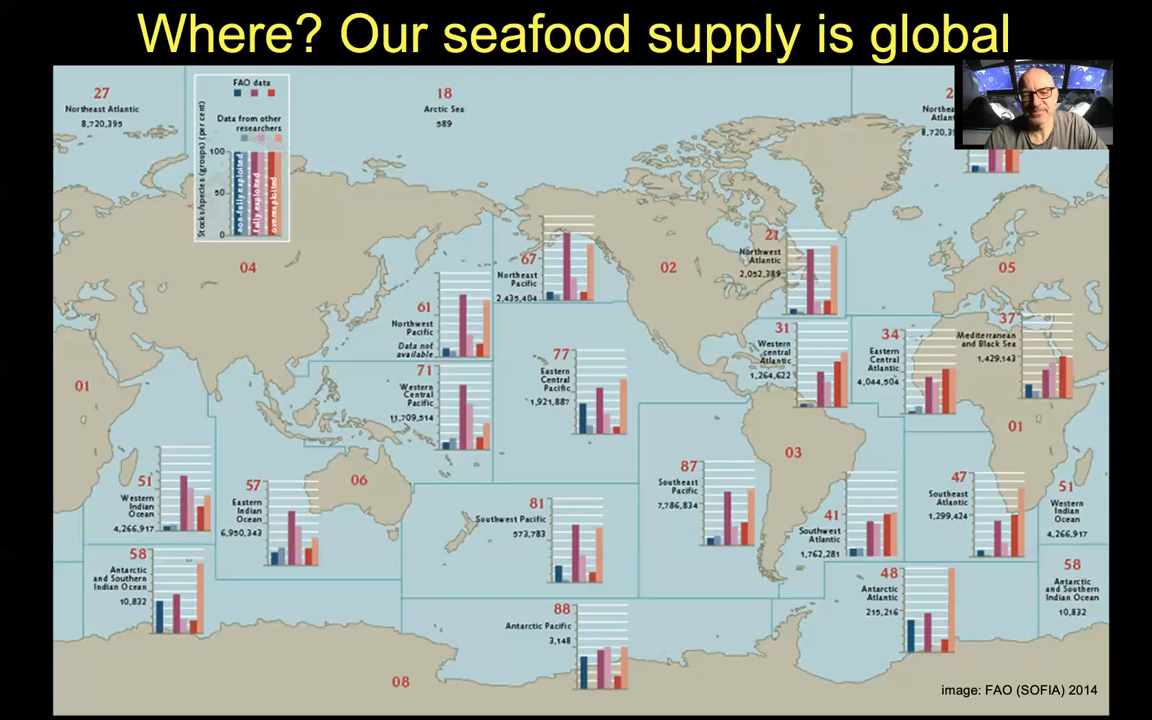 Where? Our seafood supply is global
27
Northeast Atlantic
8,720,395
FAO data
Data from other
researchers
Stocks/species (groups) (per cent)
100
50
0
non-fully exploited
fully exploited
overexploited
18
Arctic Sea
589
8,720,3
04
67
Northeast
Pacific
2,435,404
02
21
Northwest
Atlantic
2,052,389
05
61
Northwest
Pacific
Data not
available
31
Western
central
Atlantic
1,264,622
34
Eastern
Central
Atlantic
4,044,504
37
Mediterranean
and Black Sea
1,429,143
01
71
Western
Central
Pacific
11,709,514
77
Eastern
Central
Pacific
1,921,887
03
01
51
Western
Indian
Ocean
4,266,917
57
Eastern
Indian
Ocean
6,950,343
06
81
Southwest Pacific
573,783
87
Southeast
Pacific
7,786,834
41
Southwest
Atlantic
1,762,281
47
Southeast
Atlantic
1,299,424
51
Western
Indian
Ocean
4,266,917
58
Antarctic
and Southern
Indian Ocean
10,832
88
Antarctic Pacific
3,148
48
Antarctic
Atlantic
215,216
58
Antarctic
and Southern
Indian Ocean
10,832
08
image: FAO (SOFIA) 2014